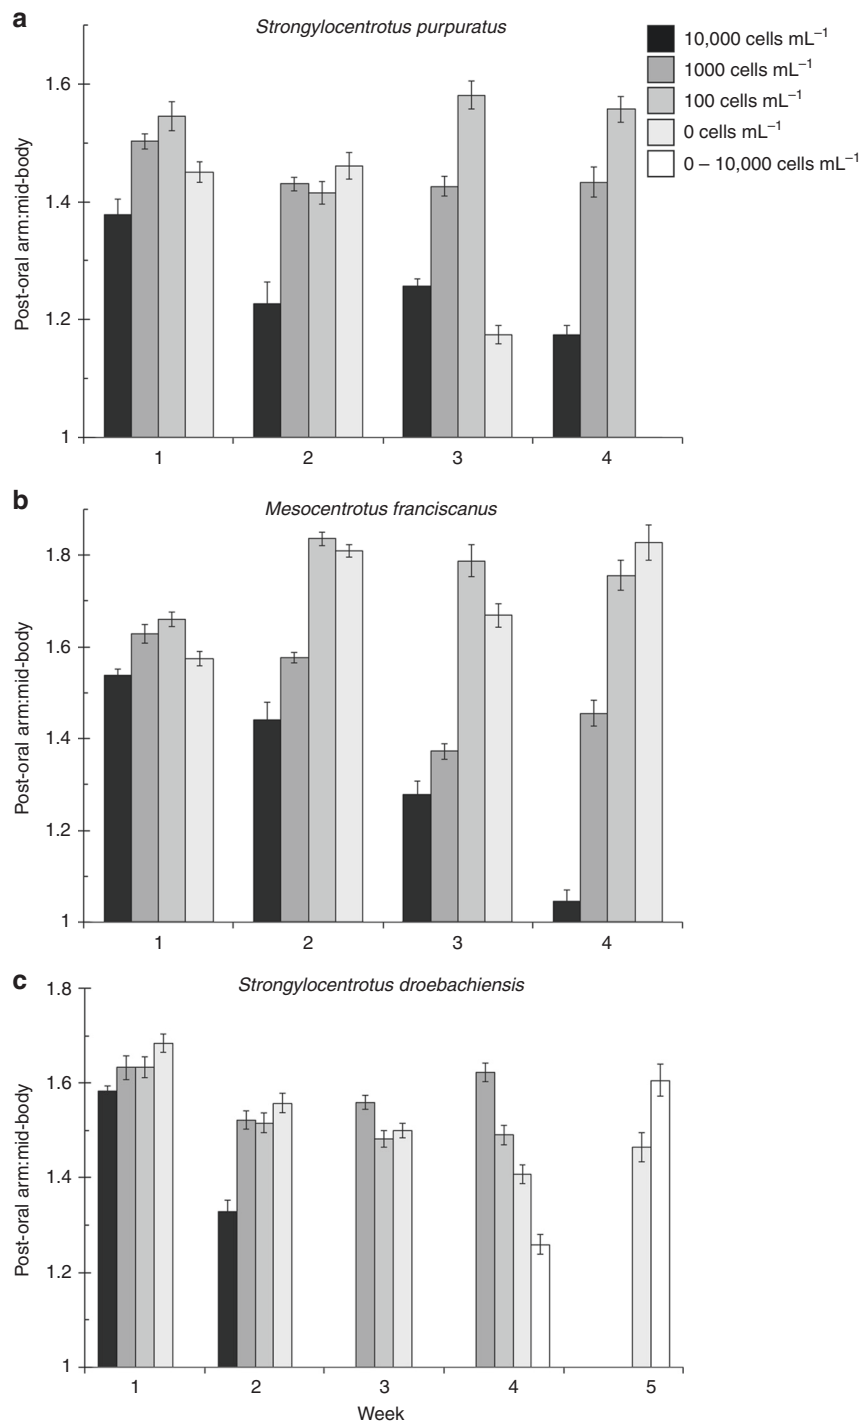 a
Strongylocentrotus purpuratus
10,000 cells mL⁻¹
1000 cells mL⁻¹
100 cells mL⁻¹
0 cells mL⁻¹
0 – 10,000 cells mL⁻¹
Post-oral arm:mid-body
1.6
1.4
1.2
1
1 2 3 4
b
Mesocentrotus franciscanus
Post-oral arm:mid-body
1.8
1.6
1.4
1.2
1
1 2 3 4
c
Strongylocentrotus droebachiensis
Post-oral arm:mid-body
1.8
1.6
1.4
1.2
1
1 2 3 4 5
Week